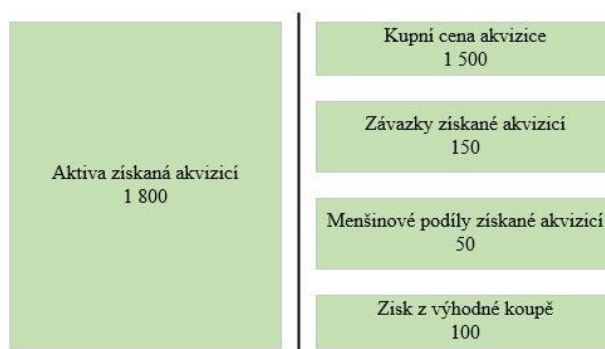 Aktiva získaná akvizicí
1 800
Kupní cena akvizice
1 500
Závazky získané akvizicí
150
Menšinové podíly získané akvizicí
50
Zisk z výhodné koupě
100